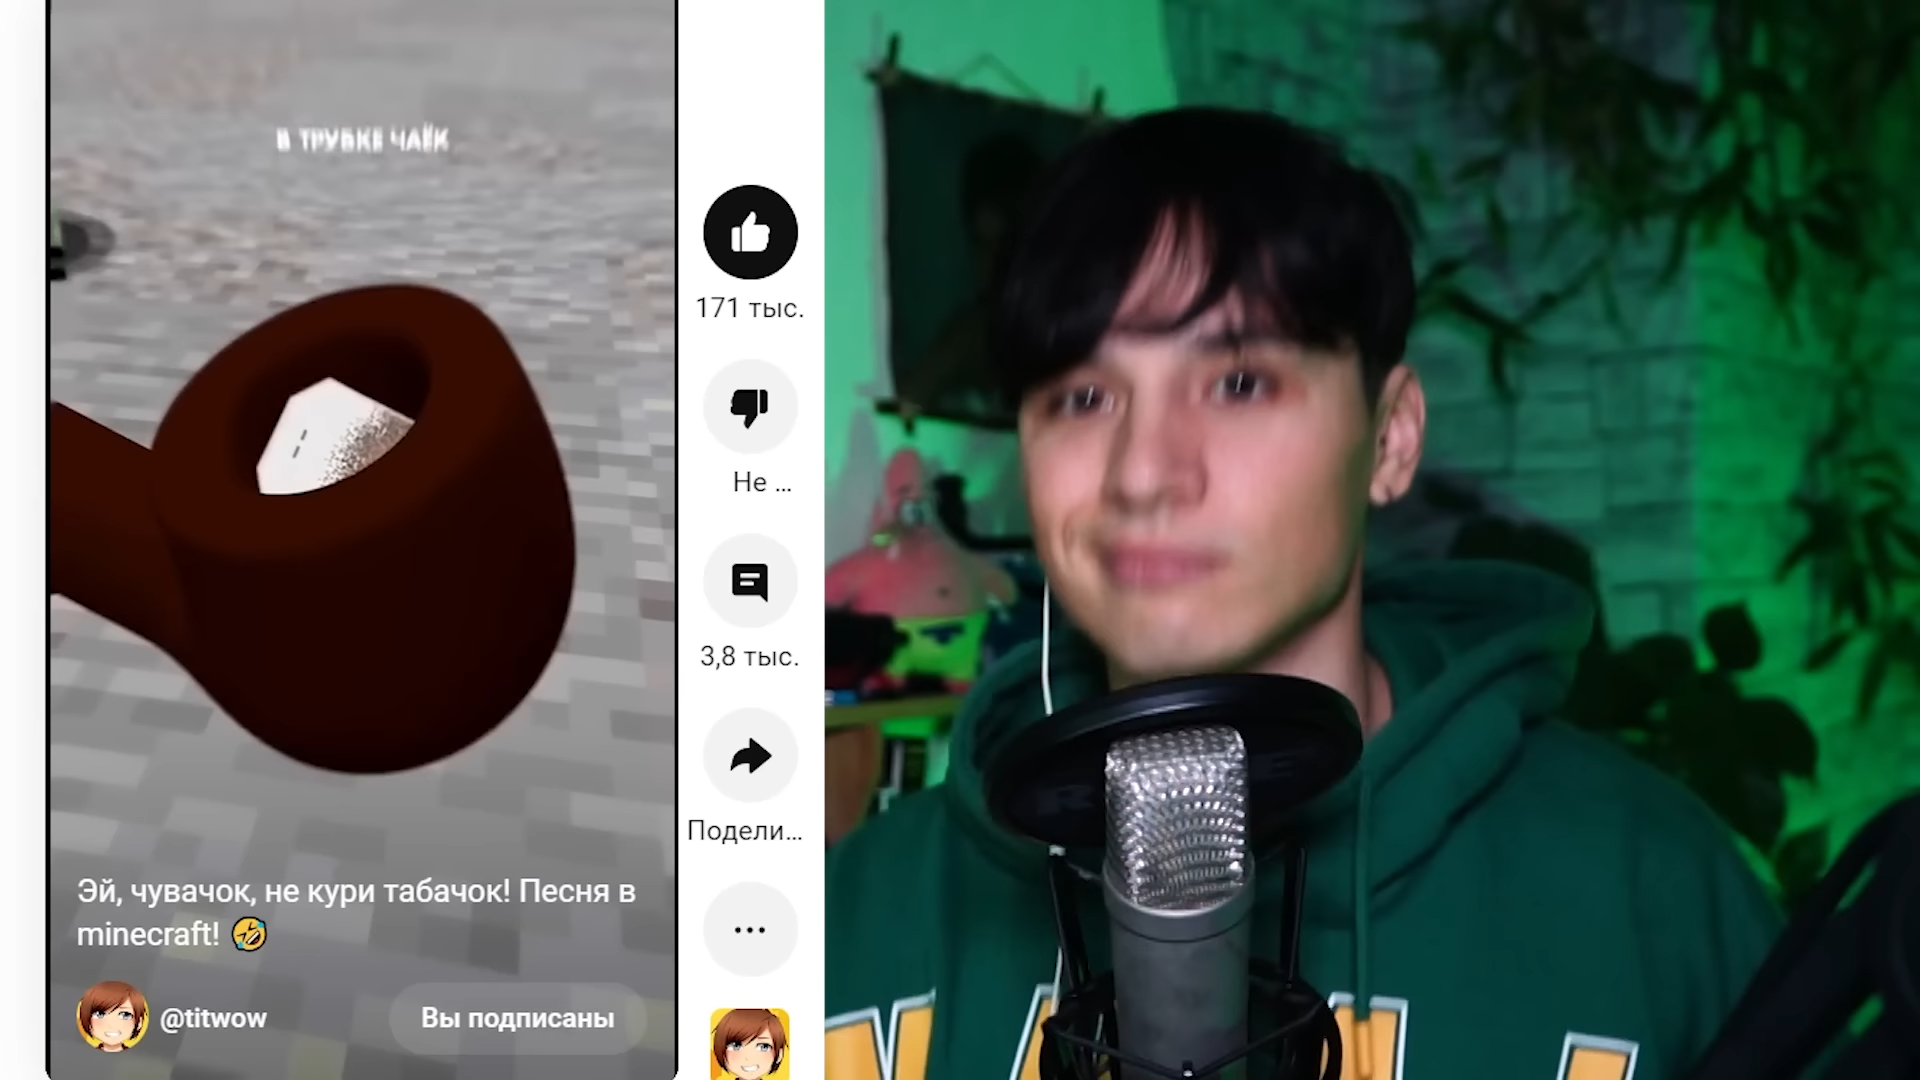 В ТРУБКЕ ЧАЁК
171 тыс.
Не ...
3,8 тыс.
Подели...
Эй, чувачок, не кури табачок! Песня в
minecraft! 🤣
@titwow
Вы подписаны